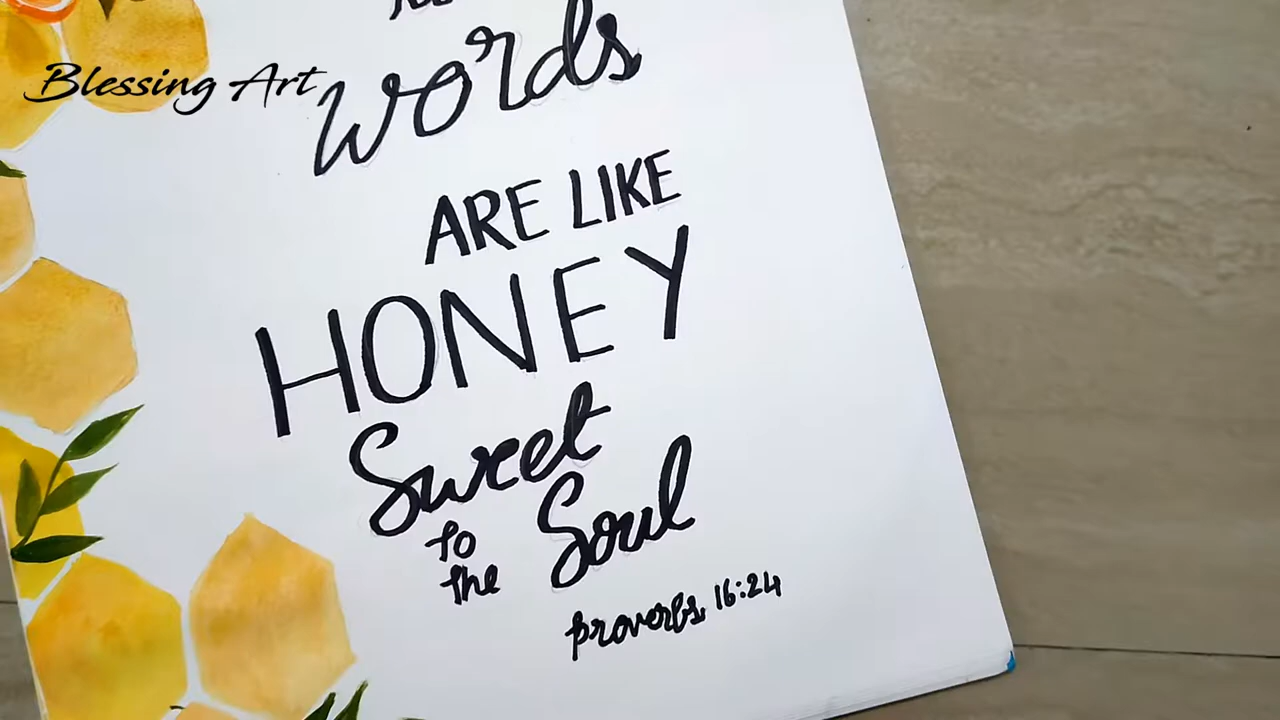 Blessing Art
Words
ARE LIKE
HONEY
Sweet
to
the
Soul
Proverbs 16:24